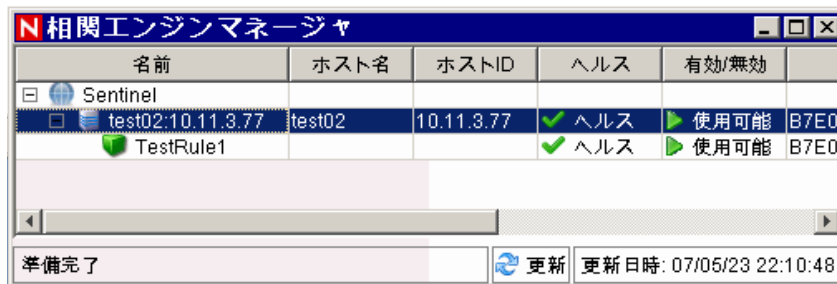 N 相関エンジンマネージャ
名前 ホスト名 ホストID ヘルス 有効/無効
Sentinel
test02:10.11.3.77 test02 10.11.3.77 ヘルス 使用可能 B7E0
TestRule1 ヘルス 使用可能 B7E0
準備完了 更新 更新日時: 07/05/23 22:10:48